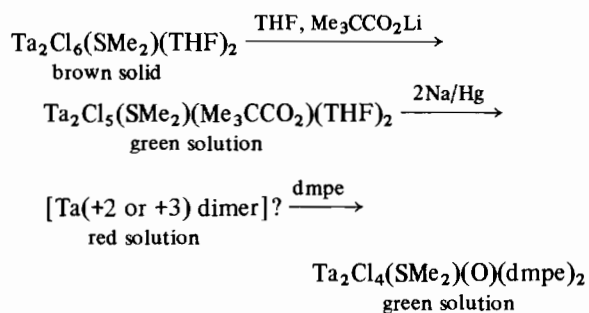 Ta₂Cl₆(SMe₂)(THF)₂ THF, Me₃CCO₂Li
brown solid
Ta₂Cl₅(SMe₂)(Me₃CCO₂)(THF)₂ 2Na/Hg
green solution
[Ta(+2 or +3) dimer]? dmpe
red solution
Ta₂Cl₄(SMe₂)(O)(dmpe)₂
green solution